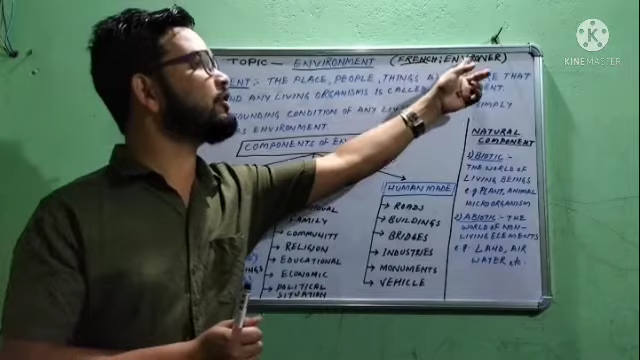 KINEMASTER
TOPIC - ENVIRONMENT (FRENCH: ENVIRONER)
ENT:- THE PLACE, PEOPLE, THINGS RE THAT
ND ANY LIVING ORGANISMS IS CALLED
OUNDING CONDITION OF ANY SIMPLY
AS ENVIRONMENT
COMPONENTS OF
HUMAN MADE
→ ROADS
→ BUILDINGS
→ BRIDGES
→ INDUSTRIES
→ MONUMENTS
→ VEHICLE
FAMILY
→ COMMUNITY
→ RELIGION
→ EDUCATIONAL
→ ECONOMIC
→ POLITICAL
SITUATION
NATURAL
COMPONENT
1) BIOTIC :-
THE WORLD OF
LIVING BEINGS
e.g PLANT, ANIMAL
MICROORGANISM
2) ABIOTIC - THE
WORLD OF NON-
LIVING ELEMENTS
e.g. LAND, AIR
WATER etc.